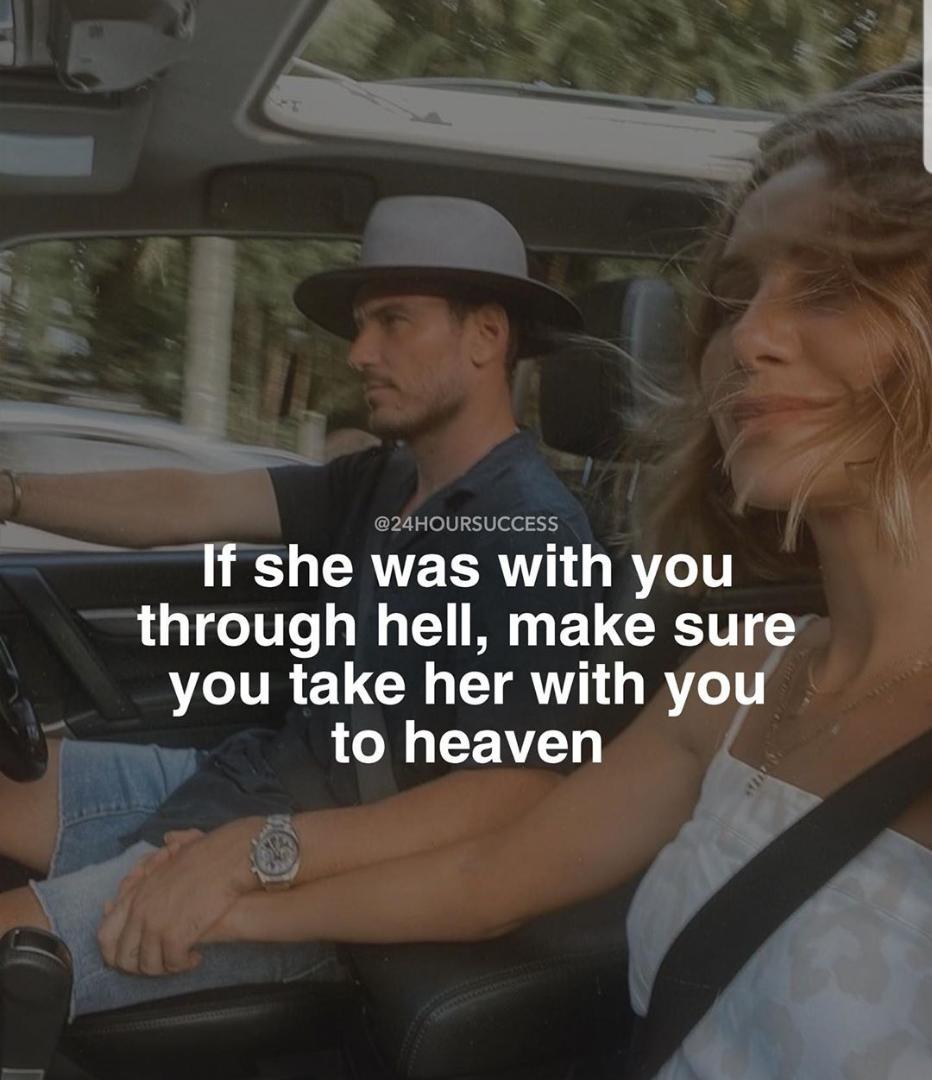 @24HOURSUCCESS
If she was with you
through hell, make sure
you take her with you
to heaven